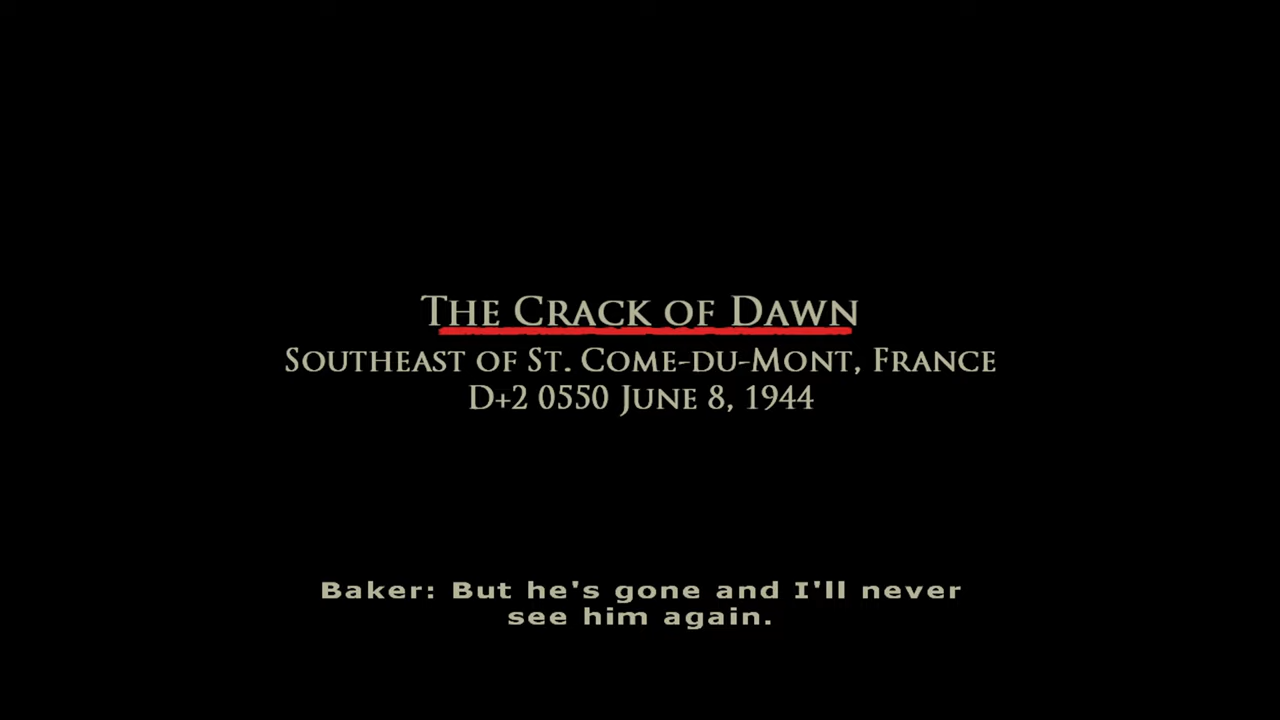 The Crack of Dawn
Southeast of St. Come-du-Mont, France
D+2 0550 June 8, 1944
Baker: But he's gone and I'll never
see him again.